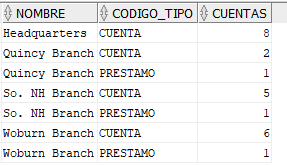 NOMBRE CODIGO_TIPO CUENTAS
Headquarters CUENTA 8
Quincy Branch CUENTA 2
Quincy Branch PRESTAMO 1
So. NH Branch CUENTA 5
So. NH Branch PRESTAMO 1
Woburn Branch CUENTA 6
Woburn Branch PRESTAMO 1